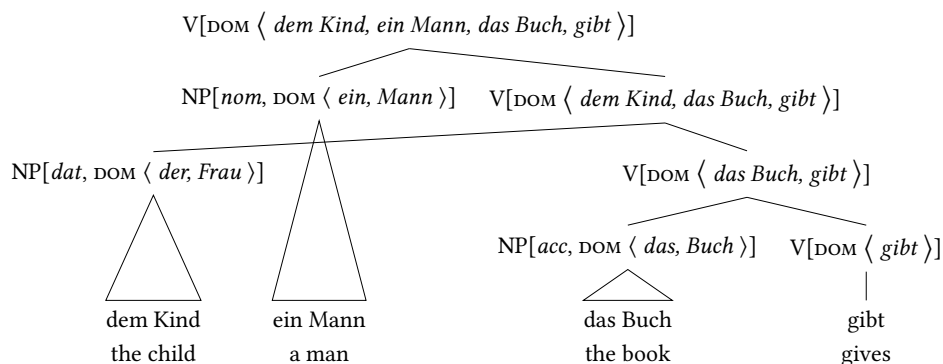 V[DOM ⟨ dem Kind, ein Mann, das Buch, gibt ⟩]
NP[nom, DOM ⟨ ein, Mann ⟩] V[DOM ⟨ dem Kind, das Buch, gibt ⟩]
NP[dat, DOM ⟨ der, Frau ⟩] V[DOM ⟨ das Buch, gibt ⟩]
NP[acc, DOM ⟨ das, Buch ⟩] V[DOM ⟨ gibt ⟩]
dem Kind ein Mann das Buch gibt
the child a man the book gives